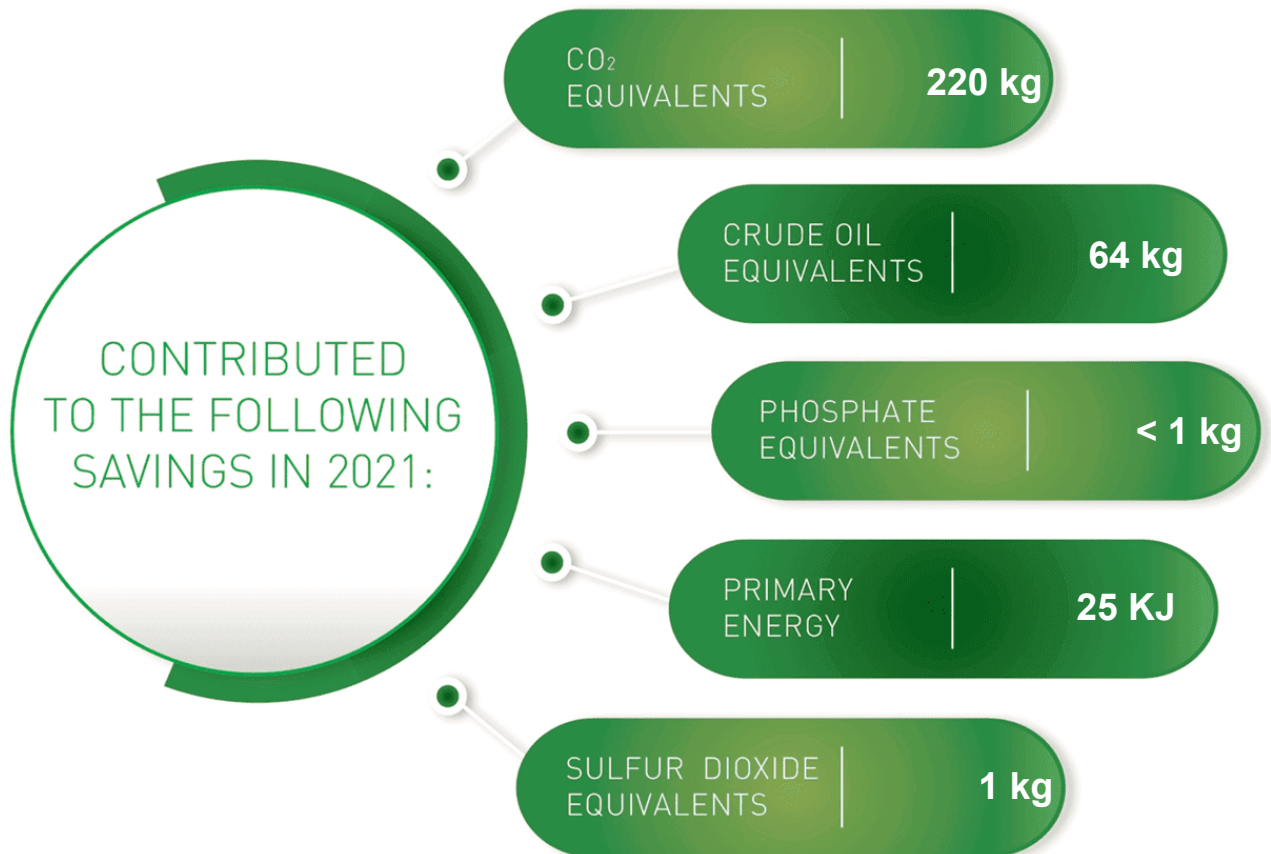 CONTRIBUTED
TO THE FOLLOWING
SAVINGS IN 2021:
CO₂
EQUIVALENTS
220 kg
CRUDE OIL
EQUIVALENTS
64 kg
PHOSPHATE
EQUIVALENTS
< 1 kg
PRIMARY
ENERGY
25 KJ
SULFUR DIOXIDE
EQUIVALENTS
1 kg